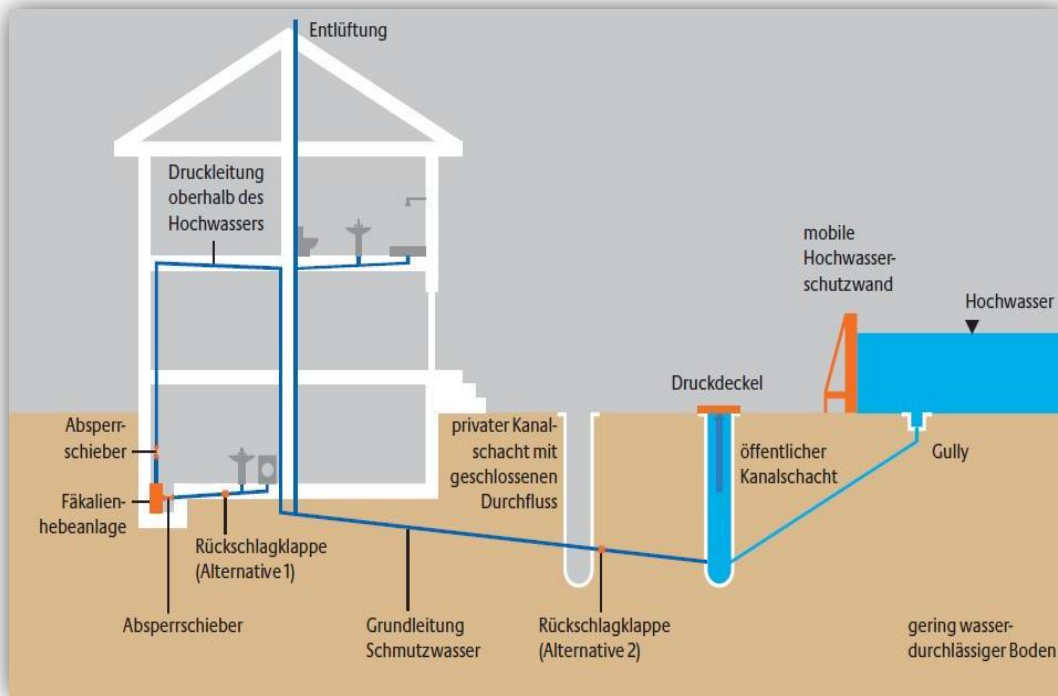 Entlüftung
Druckleitung
oberhalb des
Hochwassers
mobile
Hochwasser-
schutzwand
Hochwasser
Druckdeckel
Absperr-
schieber
privater Kanal-
schacht mit
geschlossenen
Durchfluss
öffentlicher
Kanalschacht
Gully
Fäkalien-
hebeanlage
Rückschlagklappe
(Alternative 1)
Absperrschieber
Grundleitung
Schmutzwasser
Rückschlagklappe
(Alternative 2)
gering wasser-
durchlässiger Boden